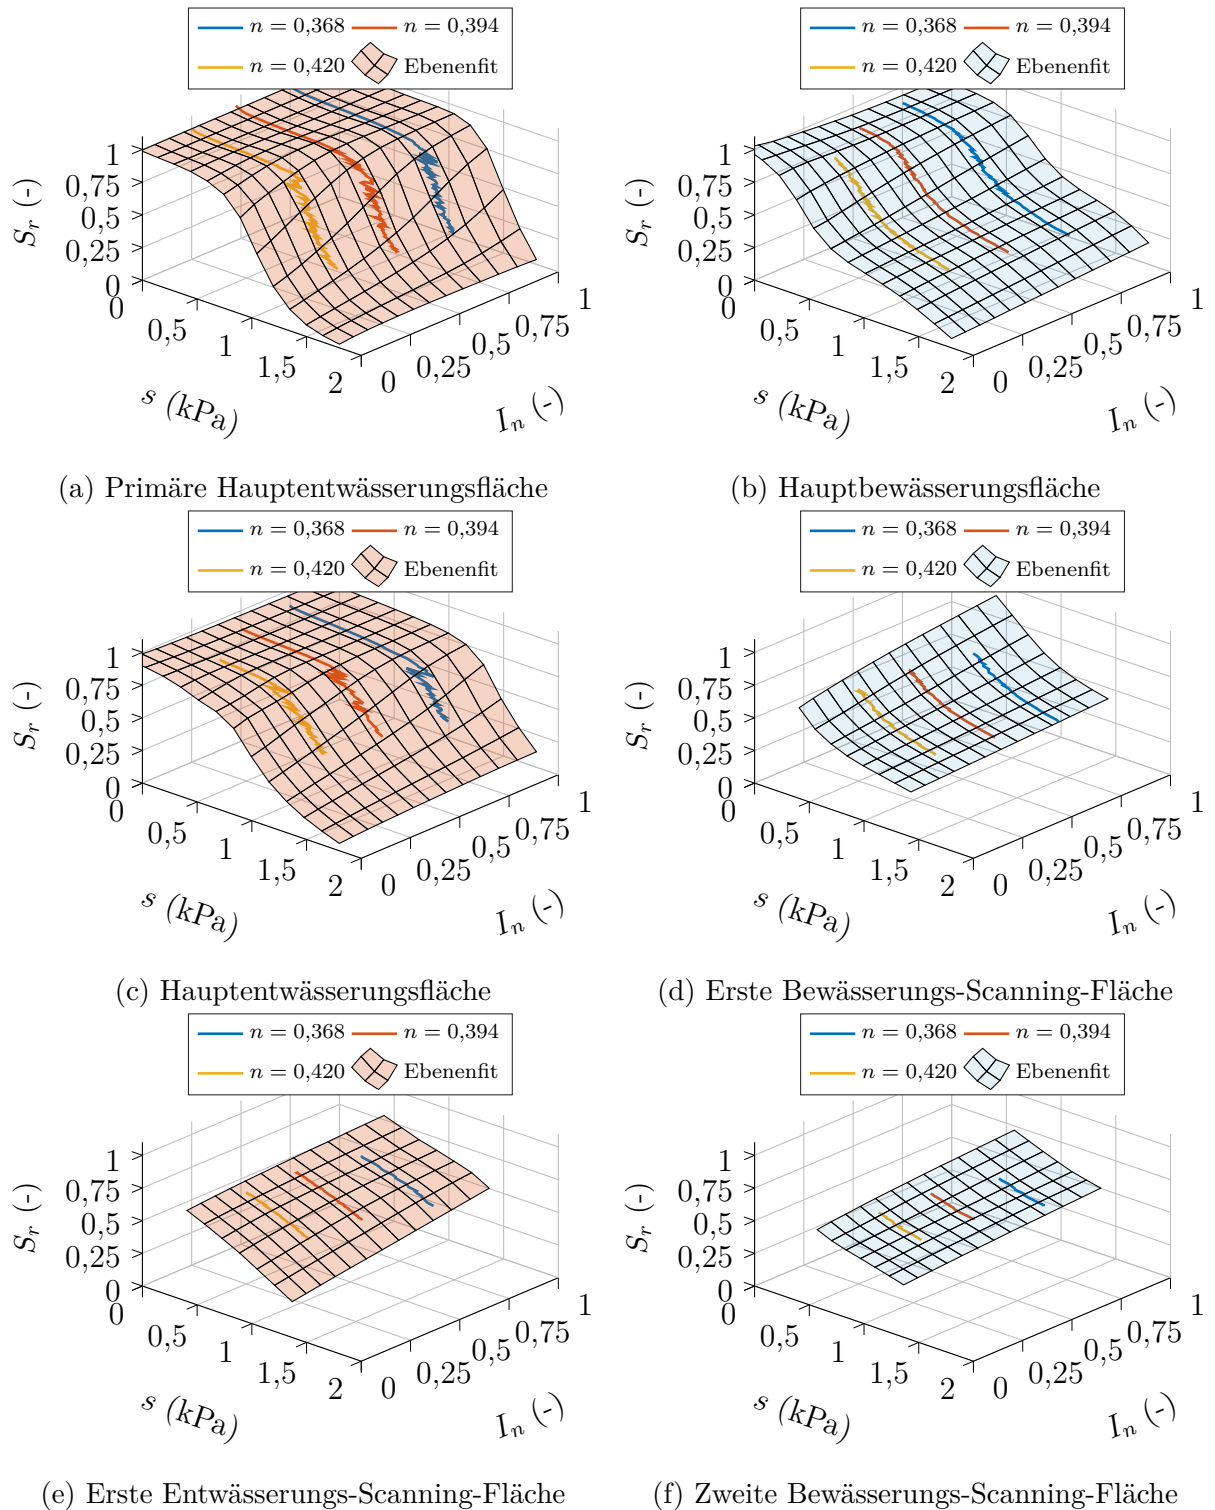 n = 0,368 n = 0,394
n = 0,420 Ebenenfit
n = 0,368 n = 0,394
n = 0,420 Ebenenfit
1
0,75
0,5
0,25
0
S_r (-)
0
0,5
1
1,5
2
s (kPa)
0
0,25
0,5
0,75
1
I_n (-)
1
0,75
0,5
0,25
0
S_r (-)
0
0,5
1
1,5
2
s (kPa)
0
0,25
0,5
0,75
1
I_n (-)
(a) Primäre Hauptentwässerungsfläche
(b) Hauptbewässerungsfläche
n = 0,368 n = 0,394
n = 0,420 Ebenenfit
n = 0,368 n = 0,394
n = 0,420 Ebenenfit
1
0,75
0,5
0,25
0
S_r (-)
0
0,5
1
1,5
2
s (kPa)
0
0,25
0,5
0,75
1
I_n (-)
1
0,75
0,5
0,25
0
S_r (-)
0
0,5
1
1,5
2
s (kPa)
0
0,25
0,5
0,75
1
I_n (-)
(c) Hauptentwässerungsfläche
(d) Erste Bewässerungs-Scanning-Fläche
n = 0,368 n = 0,394
n = 0,420 Ebenenfit
n = 0,368 n = 0,394
n = 0,420 Ebenenfit
1
0,75
0,5
0,25
0
S_r (-)
0
0,5
1
1,5
2
s (kPa)
0
0,25
0,5
0,75
1
I_n (-)
1
0,75
0,5
0,25
0
S_r (-)
0
0,5
1
1,5
2
s (kPa)
0
0,25
0,5
0,75
1
I_n (-)
(e) Erste Entwässerungs-Scanning-Fläche
(f) Zweite Bewässerungs-Scanning-Fläche